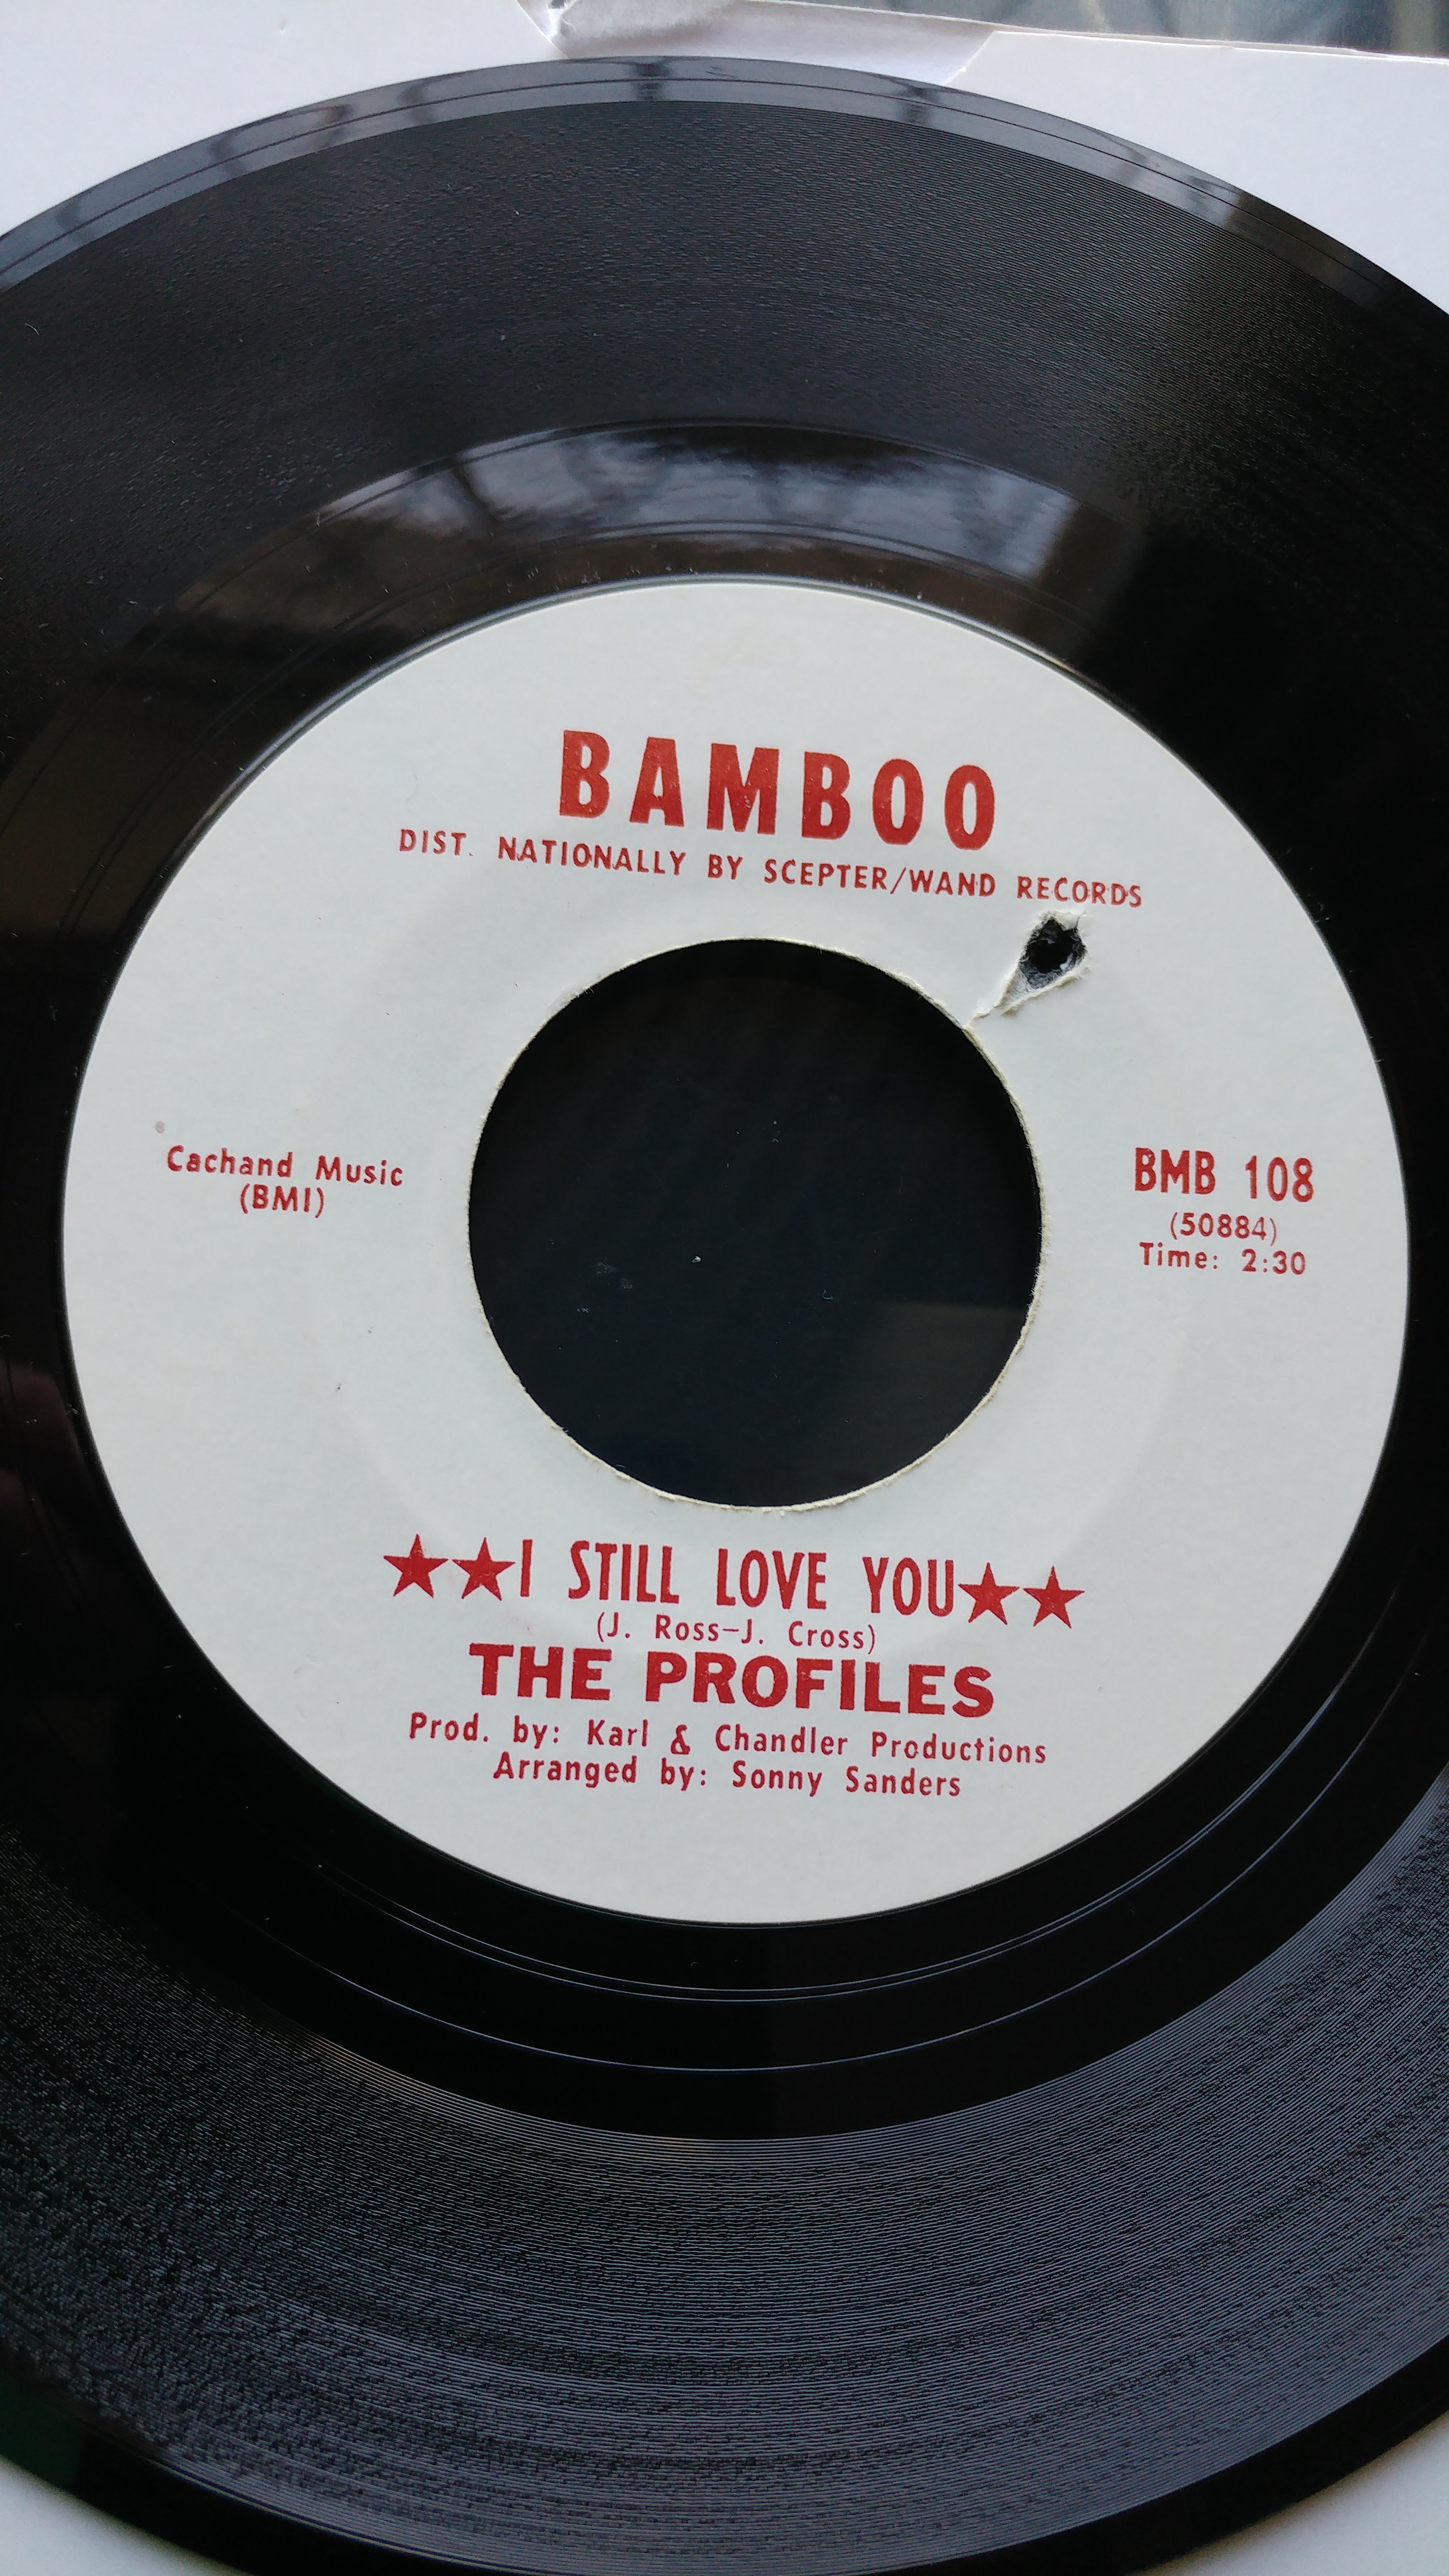 BAMBOO
DIST. NATIONALLY BY SCEPTER/WAND RECORDS
Cachand Music
(BMI)
BMB 108
(50884)
Time: 2:30
★★I STILL LOVE YOU★★
(J. Ross-J. Cross)
THE PROFILES
Prod. by: Karl & Chandler Productions
Arranged by: Sonny Sanders